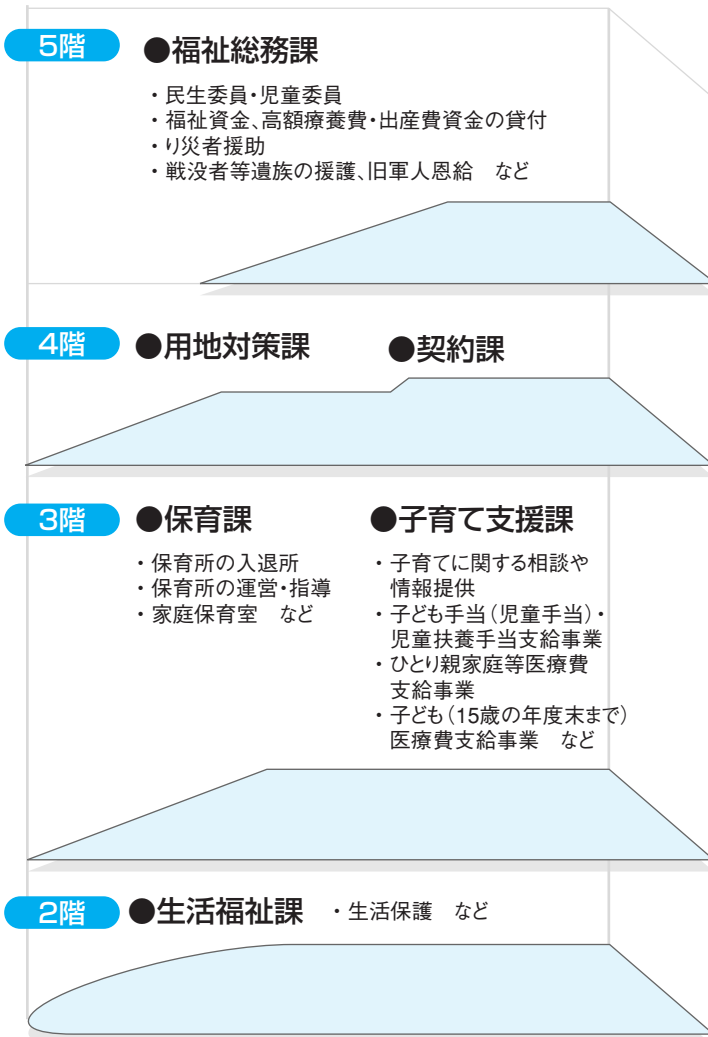 5階 ●福祉総務課
・民生委員・児童委員
・福祉資金、高額療養費・出産費資金の貸付
・り災者援助
・戦没者等遺族の援護、旧軍人恩給　など
4階 ●用地対策課 ●契約課
3階 ●保育課
・保育所の入退所
・保育所の運営・指導
・家庭保育室　など
●子育て支援課
・子育てに関する相談や
情報提供
・子ども手当（児童手当）・
児童扶養手当支給事業
・ひとり親家庭等医療費
支給事業
・子ども（15歳の年度末まで）
医療費支給事業　など
2階 ●生活福祉課 ・生活保護　など